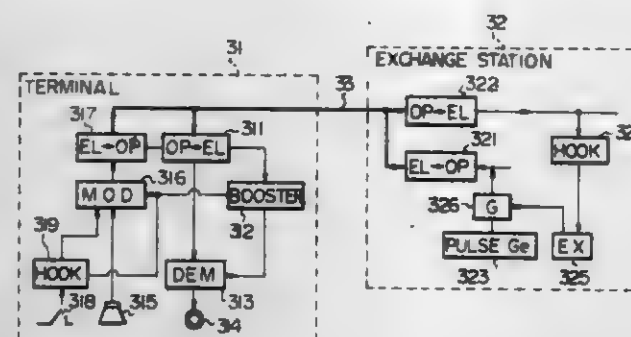 31
32
TERMINAL
EXCHANGE STATION
33
322
317
311
OP→EL
EL→OP
OP→EL
321
HOOK
316
EL→OP
MOD
BOOSTER
326
G
319
312
HOOK
DEM
PULSE Ge
EX
318
315
313
323
325
314